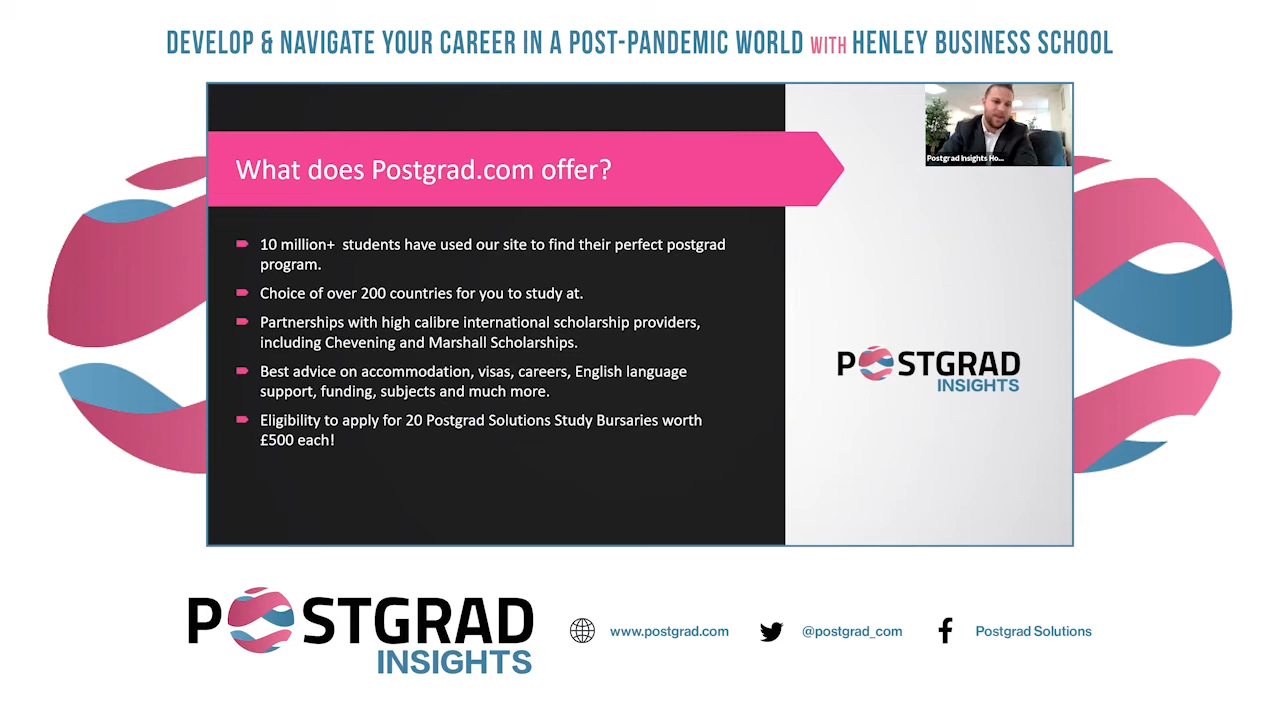 DEVELOP & NAVIGATE YOUR CAREER IN A POST-PANDEMIC WORLD WITH HENLEY BUSINESS SCHOOL
Postgrad Insights Ho...
What does Postgrad.com offer?
10 million+ students have used our site to find their perfect postgrad
program.
Choice of over 200 countries for you to study at.
Partnerships with high calibre international scholarship providers,
including Chevening and Marshall Scholarships.
Best advice on accommodation, visas, careers, English language
support, funding, subjects and much more.
Eligibility to apply for 20 Postgrad Solutions Study Bursaries worth
£500 each!
POSTGRAD
INSIGHTS
POSTGRAD
INSIGHTS
www.postgrad.com
@postgrad_com
Postgrad Solutions